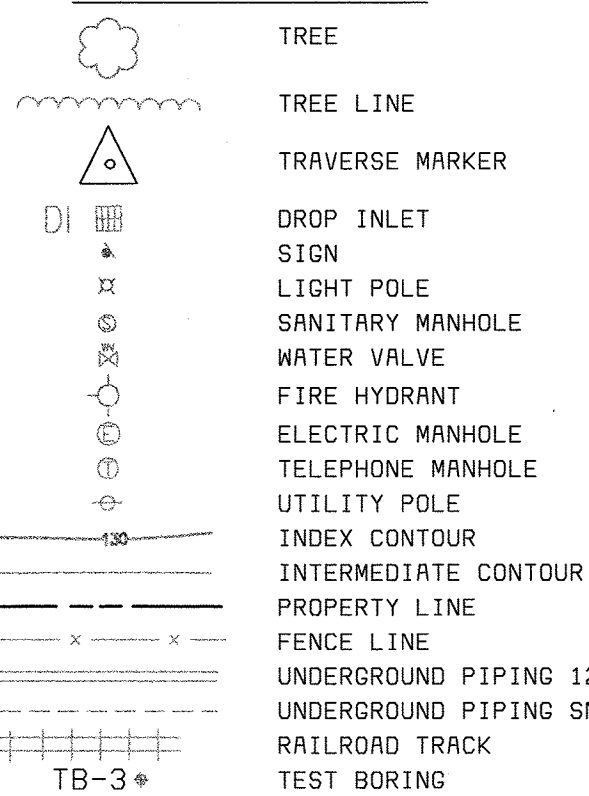 TREE
TREE LINE
TRAVERSE MARKER
DI DROP INLET
SIGN
LIGHT POLE
S SANITARY MANHOLE
WATER VALVE
FIRE HYDRANT
E ELECTRIC MANHOLE
T TELEPHONE MANHOLE
UTILITY POLE
130 INDEX CONTOUR
INTERMEDIATE CONTOUR
PROPERTY LINE
x x FENCE LINE
UNDERGROUND PIPING
UNDERGROUND PIPING
RAILROAD TRACK
TB-3 TEST BORING